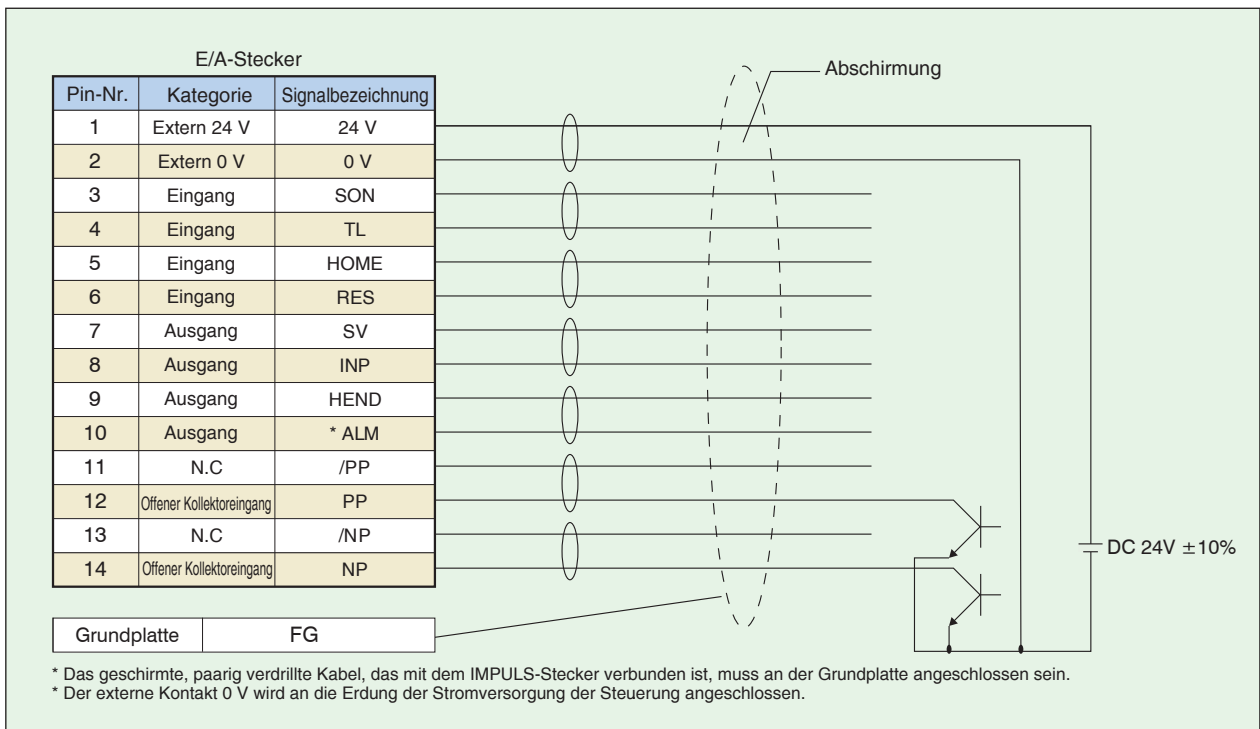 E/A-Stecker
Abschirmung
Pin-Nr. Kategorie Signalbezeichnung
1 Extern 24 V 24 V
2 Extern 0 V 0 V
3 Eingang SON
4 Eingang TL
5 Eingang HOME
6 Eingang RES
7 Ausgang SV
8 Ausgang INP
9 Ausgang HEND
10 Ausgang * ALM
11 N.C /PP
12 Offener Kollektoreingang PP
13 N.C /NP
14 Offener Kollektoreingang NP
DC 24V ±10%
Grundplatte FG
* Das geschirmte, paarig verdrillte Kabel, das mit dem IMPULS-Stecker verbunden ist, muss an der Grundplatte angeschlossen sein.
* Der externe Kontakt 0 V wird an die Erdung der Stromversorgung der Steuerung angeschlossen.